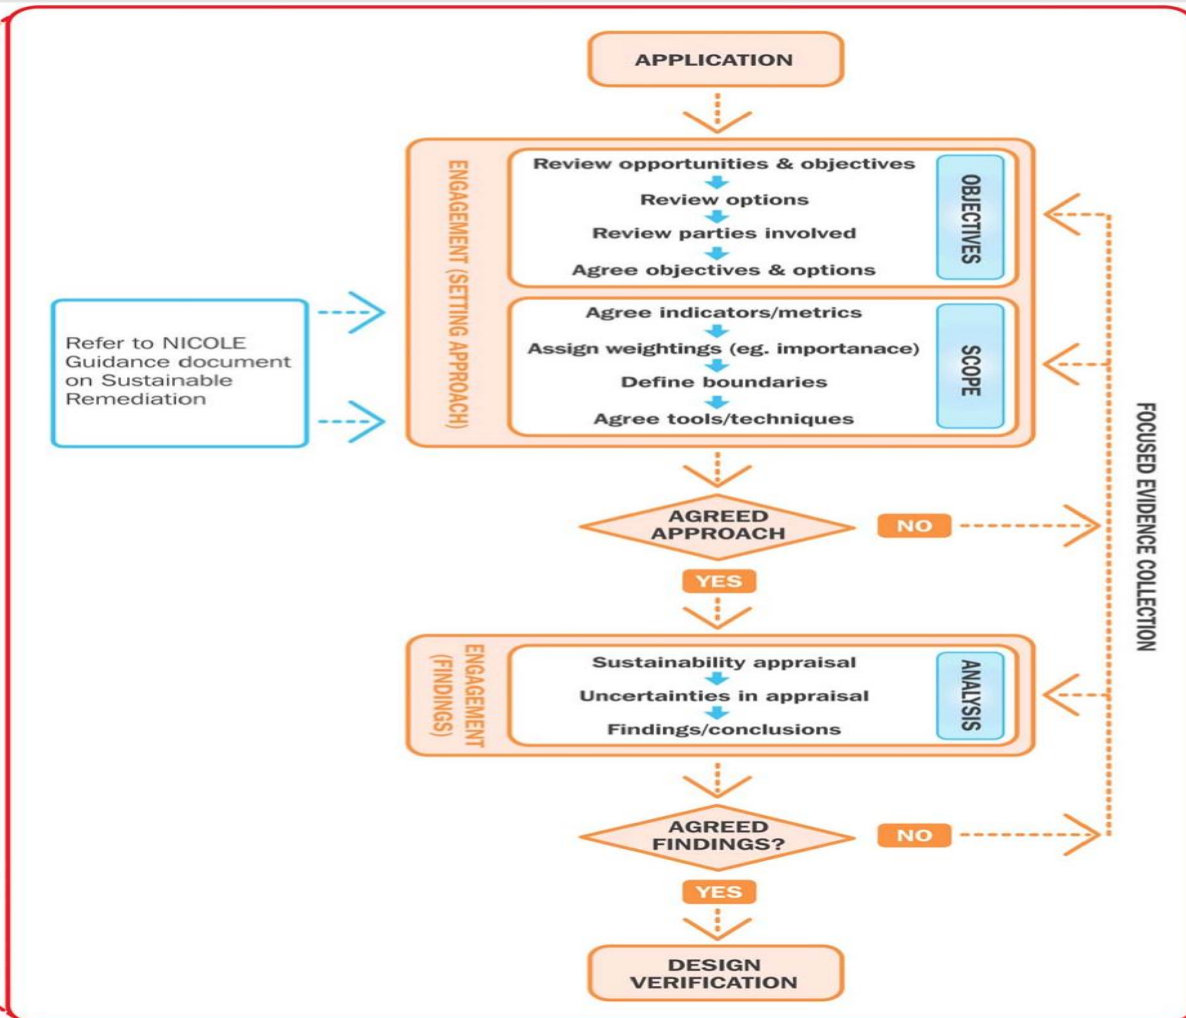 APPLICATION
ENGAGEMENT (SETTING APPROACH)
Review opportunities & objectives
Review options
Review parties involved
Agree objectives & options
OBJECTIVES
Agree indicators/metrics
Assign weightings (eg. importanace)
Define boundaries
Agree tools/techniques
SCOPE
Refer to NICOLE
Guidance document
on Sustainable
Remediation
AGREED
APPROACH
NO
YES
FOCUSED EVIDENCE COLLECTION
ENGAGEMENT
(FINDINGS)
Sustainability appraisal
Uncertainties in appraisal
Findings/conclusions
ANALYSIS
AGREED
FINDINGS?
NO
YES
DESIGN
VERIFICATION